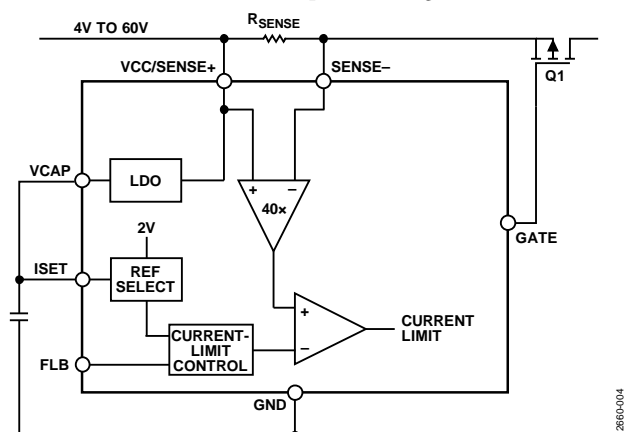 4V TO 60V
RSENSE
VCC/SENSE+
SENSE–
Q1
VCAP
LDO
+ –
40×
2V
GATE
ISET
REF
SELECT
+
–
CURRENT
LIMIT
CURRENT-
LIMIT
CONTROL
FLB
GND
2660-004